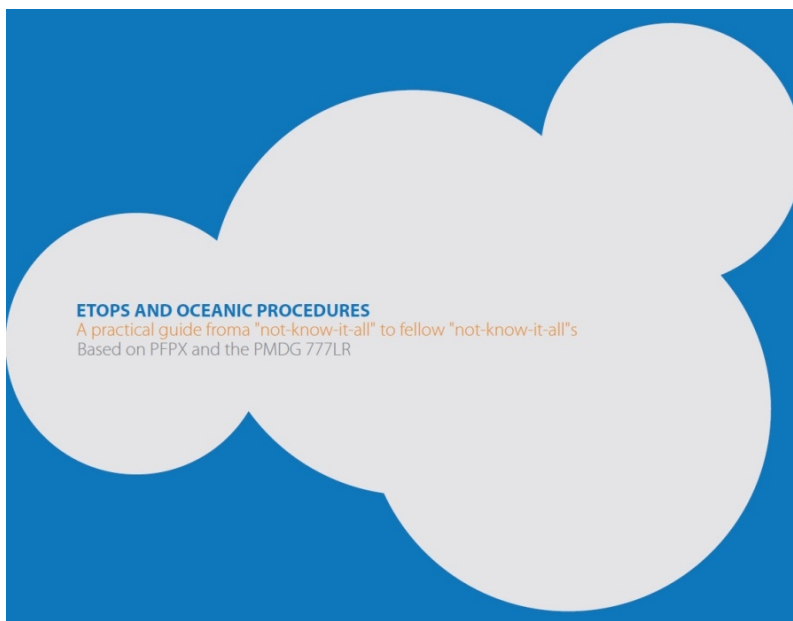 ETOPS AND OCEANIC PROCEDURES
A practical guide froma "not-know-it-all" to fellow "not-know-it-all"s
Based on PFPX and the PMDG 777LR